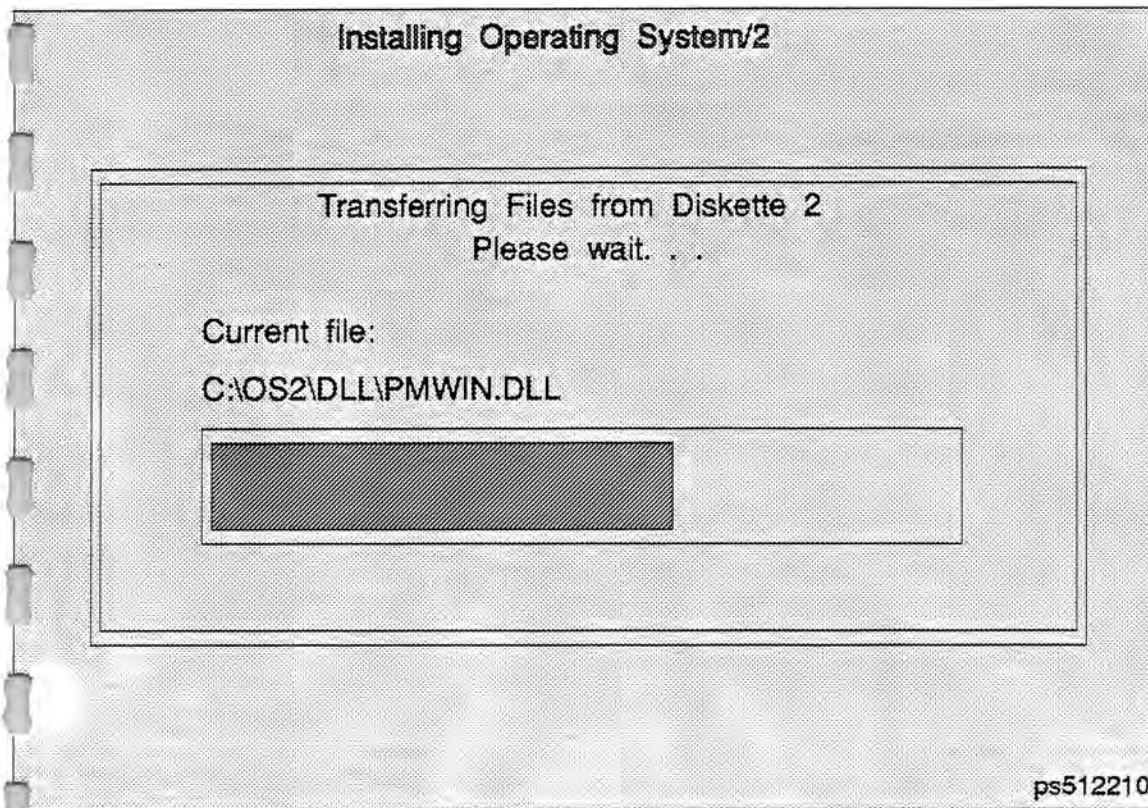 Installing Operating System/2
Transferring Files from Diskette 2
Please wait. . .
Current file:
C:\OS2\DLL\PMWIN.DLL
ps512210